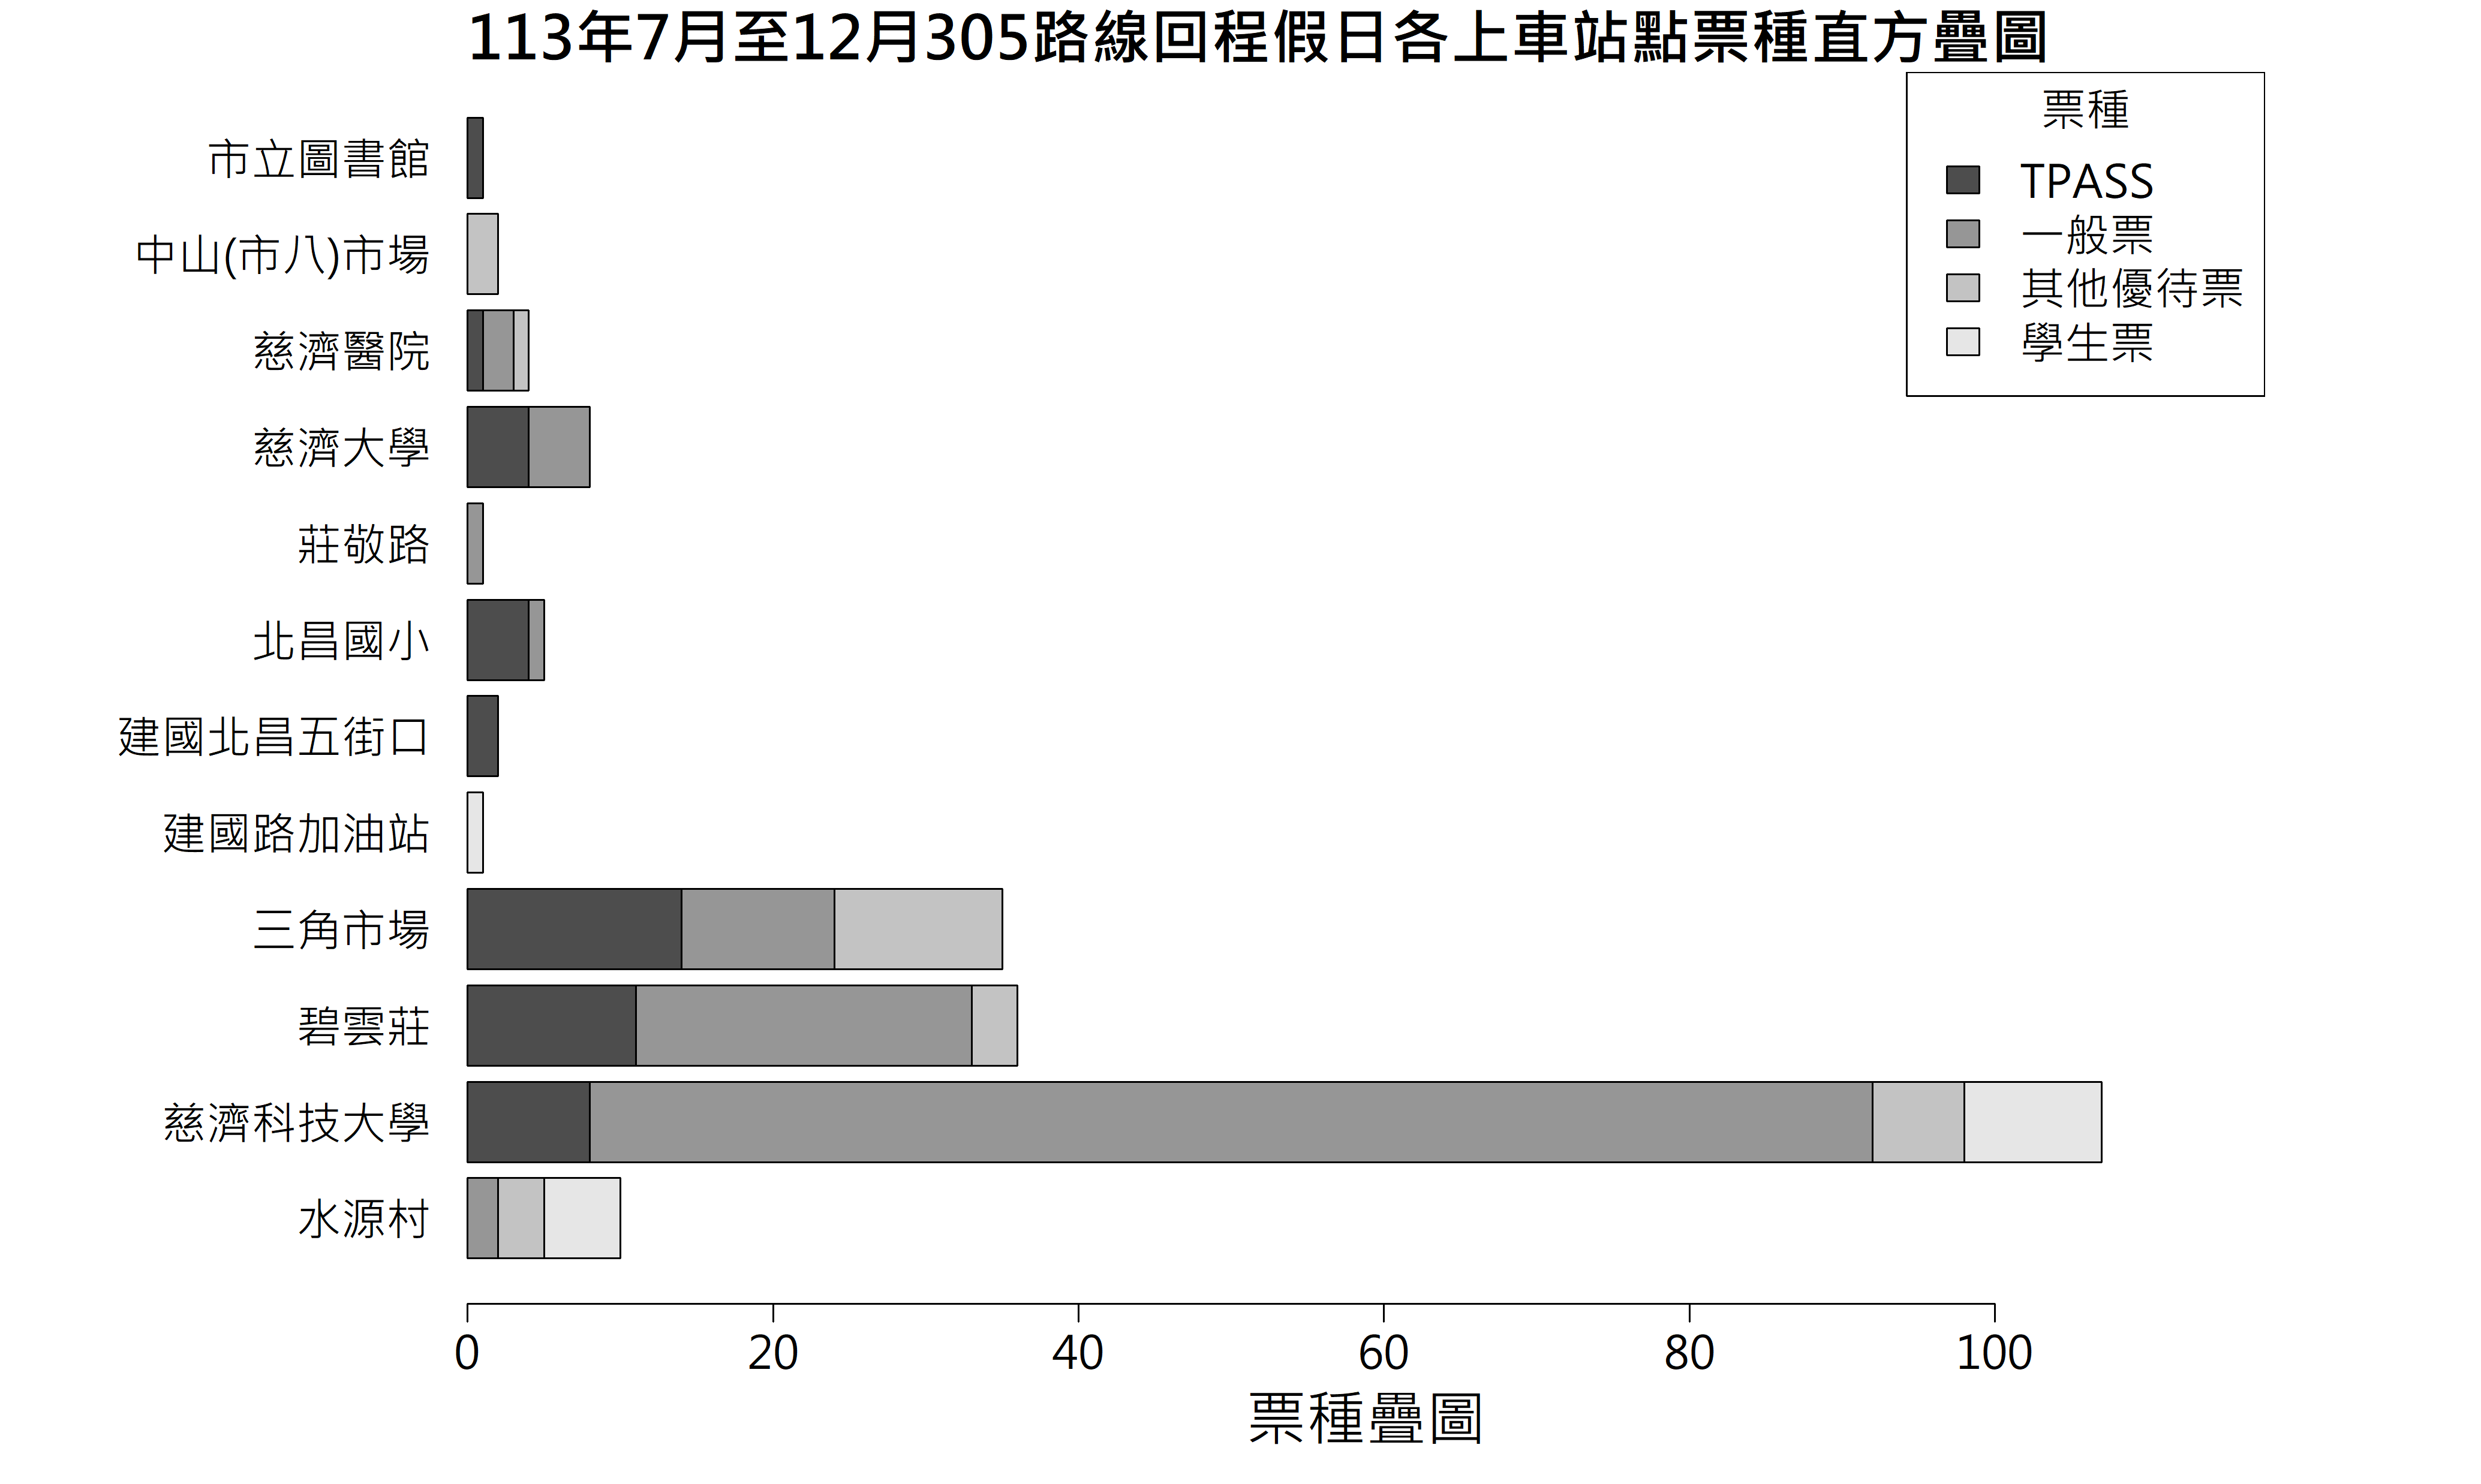 113年7月至12月305路線回程假日各上車站點票種直方疊圖
票種
TPASS
一般票
其他優待票
學生票
市立圖書館
中山(市八)市場
慈濟醫院
慈濟大學
莊敬路
北昌國小
建國北昌五街口
建國路加油站
三角市場
碧雲莊
慈濟科技大學
水源村
0 20 40 60 80 100
票種疊圖